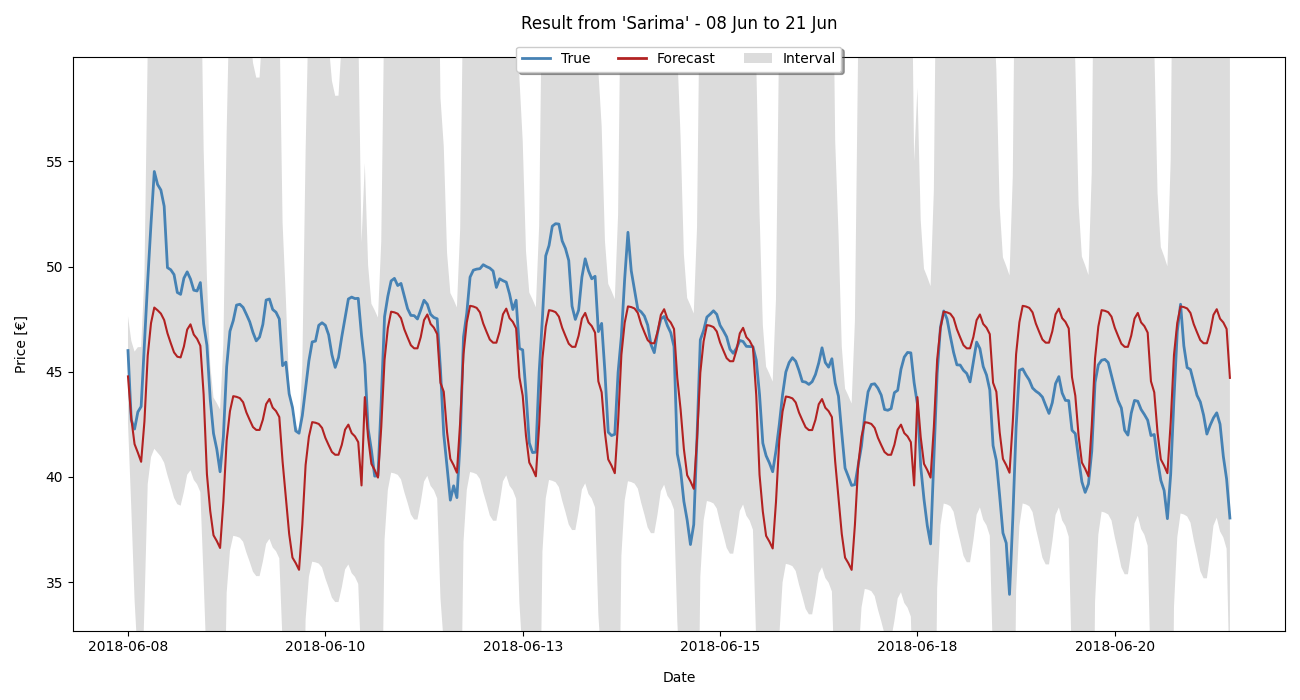 Result from 'Sarima' - 08 Jun to 21 Jun
True Forecast Interval
55
50
45
40
35
Price [€]
2018-06-08 2018-06-10 2018-06-13 2018-06-15 2018-06-18 2018-06-20
Date